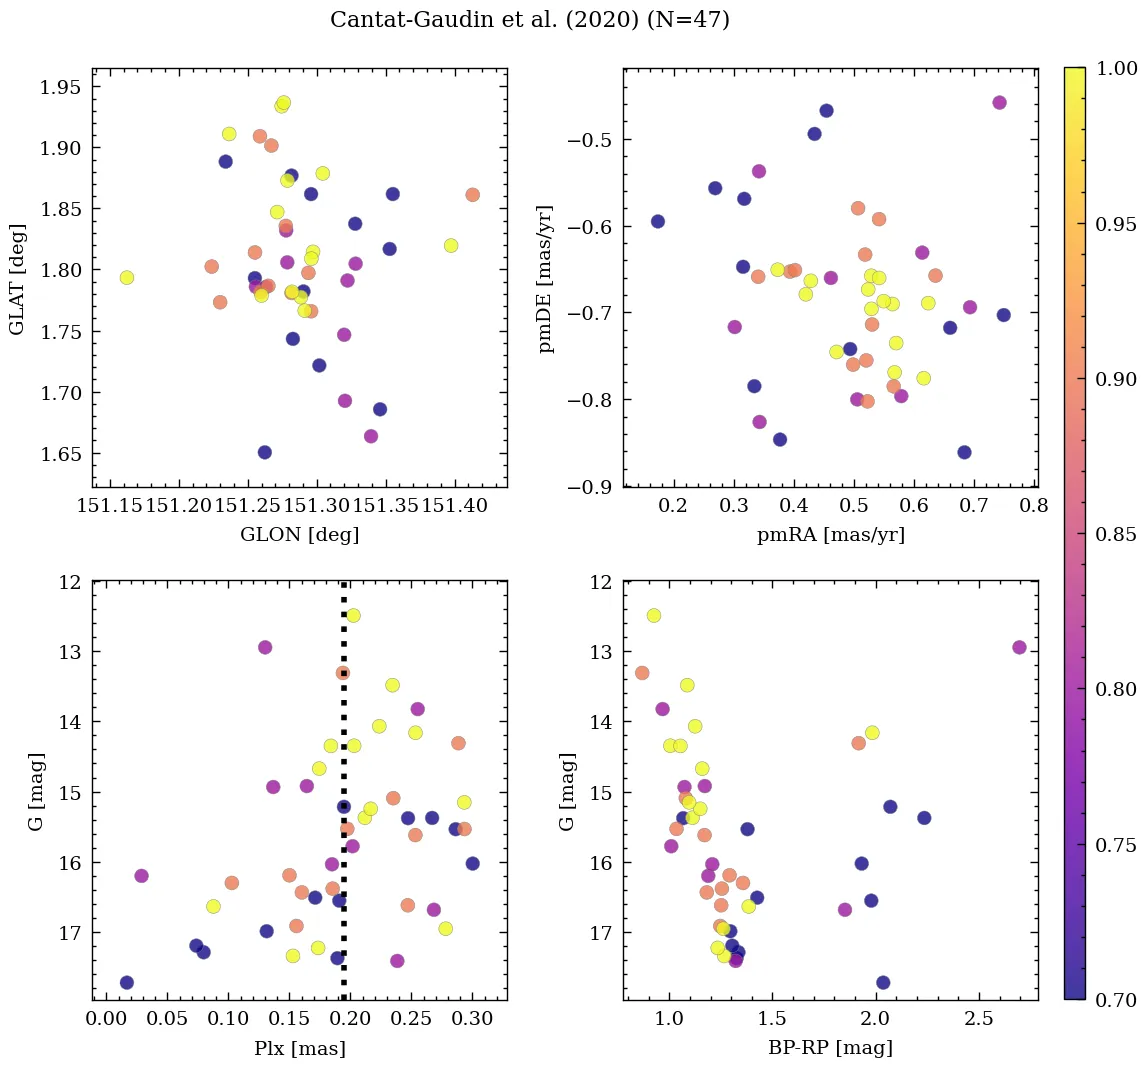 Cantat-Gaudin et al. (2020) (N=47)
1.95
1.90
1.85
1.80
1.75
1.70
1.65
GLAT [deg]
151.15 151.20 151.25 151.30 151.35 151.40
GLON [deg]
−0.5
−0.6
−0.7
−0.8
−0.9
pmDE [mas/yr]
0.2 0.3 0.4 0.5 0.6 0.7 0.8
pmRA [mas/yr]
12
13
14
15
16
17
G [mag]
0.00 0.05 0.10 0.15 0.20 0.25 0.30
Plx [mas]
12
13
14
15
16
17
G [mag]
1.0 1.5 2.0 2.5
BP-RP [mag]
1.00
0.95
0.90
0.85
0.80
0.75
0.70